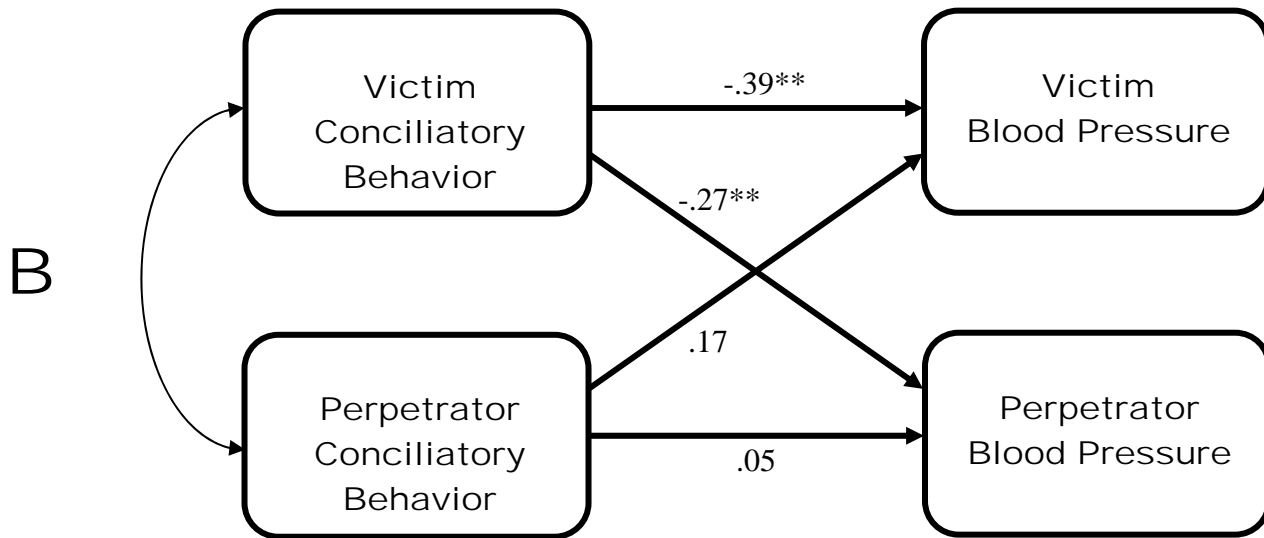 B
Victim
Conciliatory
Behavior
-.39**
Victim
Blood Pressure
-.27**
.17
Perpetrator
Conciliatory
Behavior
.05
Perpetrator
Blood Pressure